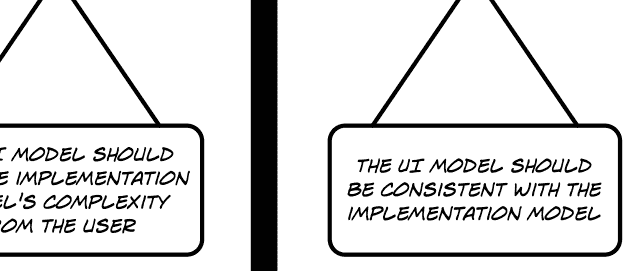 I MODEL SHOULD
E IMPLEMENTATION
EL'S COMPLEXITY
OM THE USER
THE UI MODEL SHOULD
BE CONSISTENT WITH THE
IMPLEMENTATION MODEL